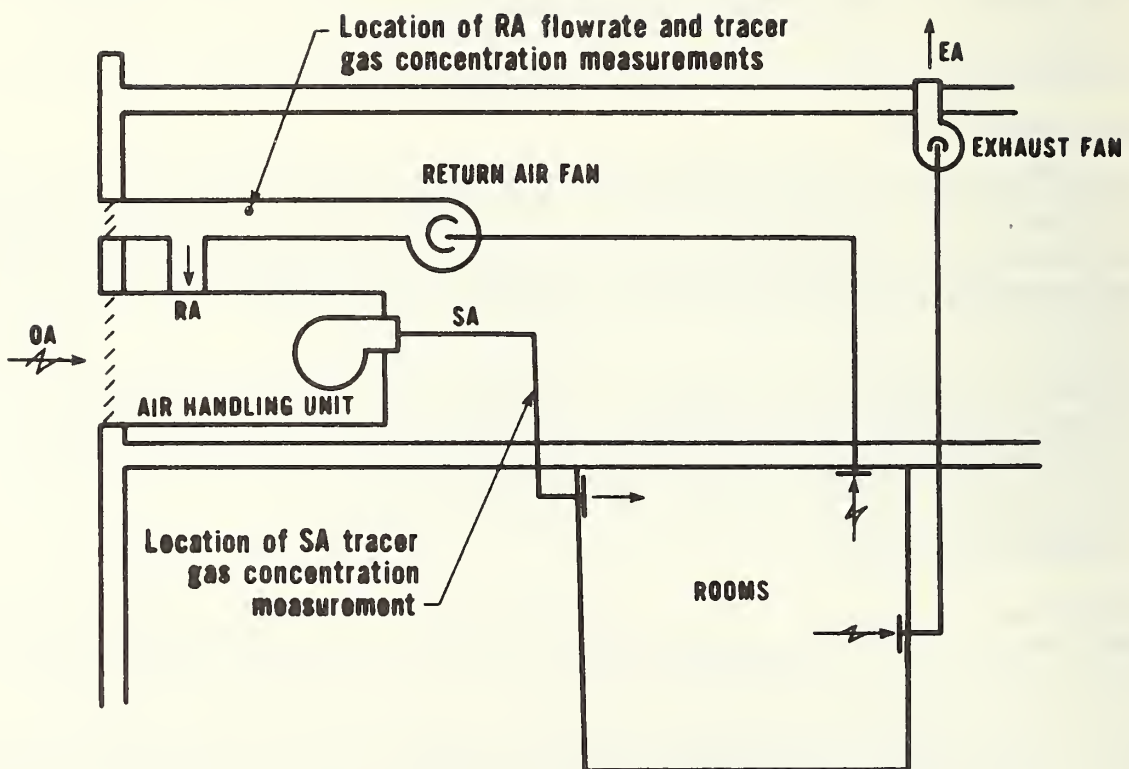 Location of RA flowrate and tracer
gas concentration measurements
EA
EXHAUST FAN
RETURN AIR FAN
RA
SA
OA
AIR HANDLING UNIT
Location of SA tracer
gas concentration
measurement
ROOMS